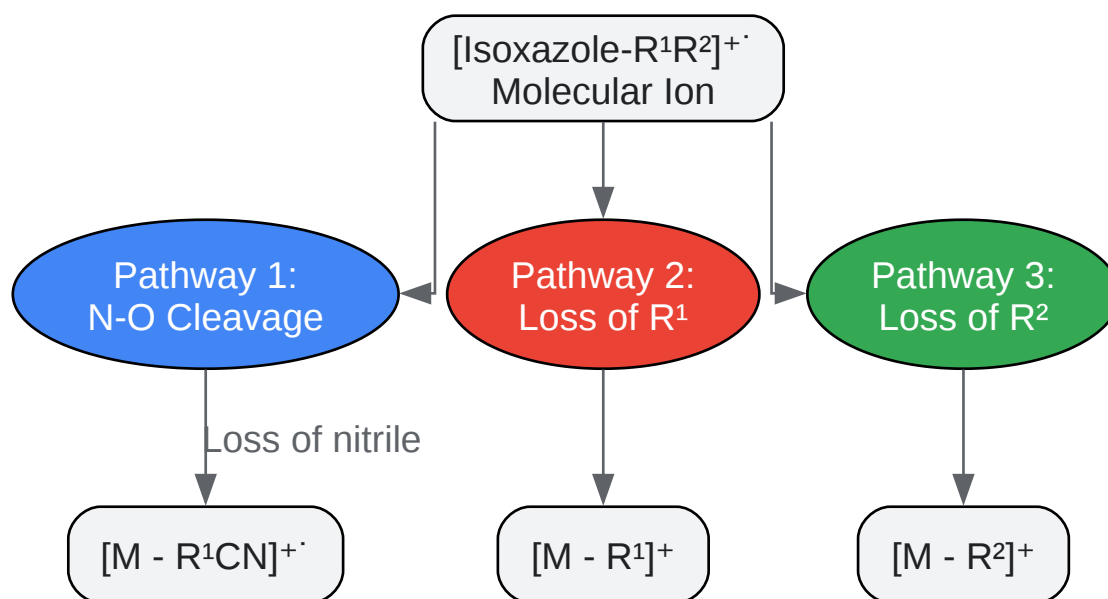 [Isoxazole-R¹R²]⁺˙
Molecular Ion
Pathway 1:
N-O Cleavage
Pathway 2:
Loss of R¹
Pathway 3:
Loss of R²
Loss of nitrile
[M - R¹CN]⁺˙
[M - R¹]⁺
[M - R²]⁺